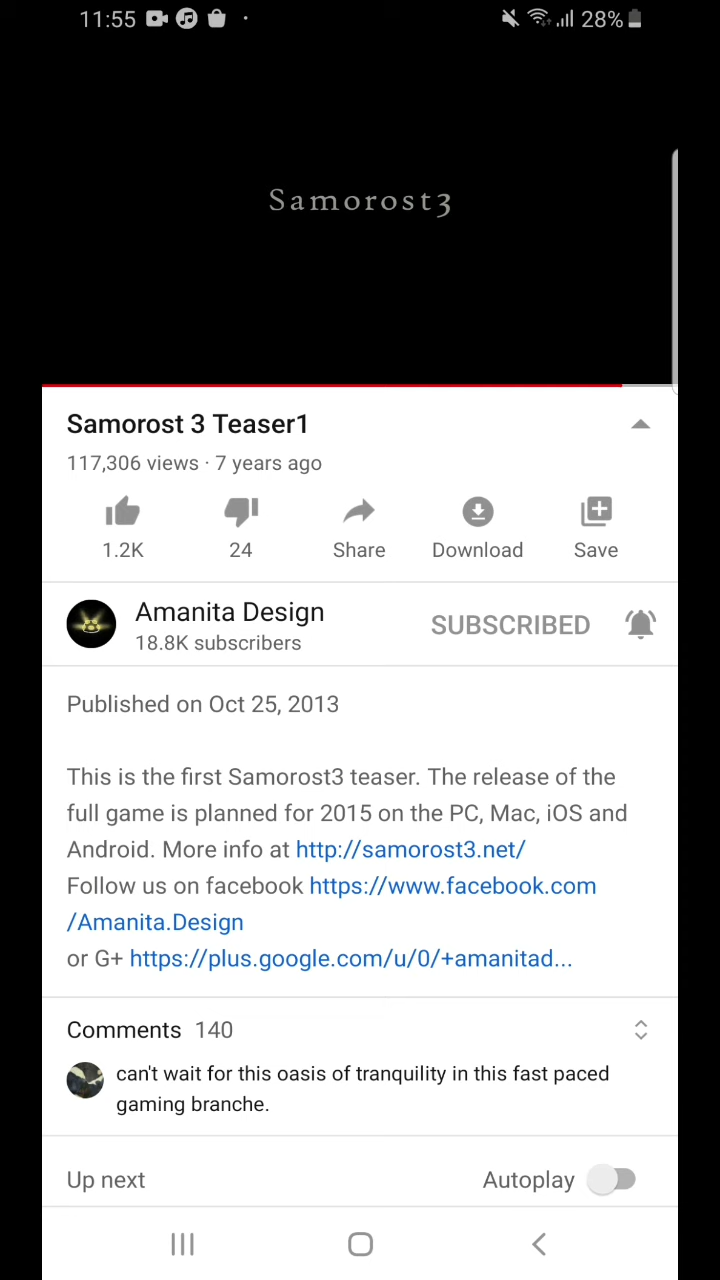 11:55
28%
Samorost3
Samorost 3 Teaser1
117,306 views · 7 years ago
1.2K
24
Share
Download
Save
Amanita Design
18.8K subscribers
SUBSCRIBED
Published on Oct 25, 2013
This is the first Samorost3 teaser. The release of the
full game is planned for 2015 on the PC, Mac, iOS and
Android. More info at http://samorost3.net/
Follow us on facebook https://www.facebook.com
/Amanita.Design
or G+ https://plus.google.com/u/0/+amanitad...
Comments 140
can't wait for this oasis of tranquility in this fast paced
gaming branche.
Up next
Autoplay